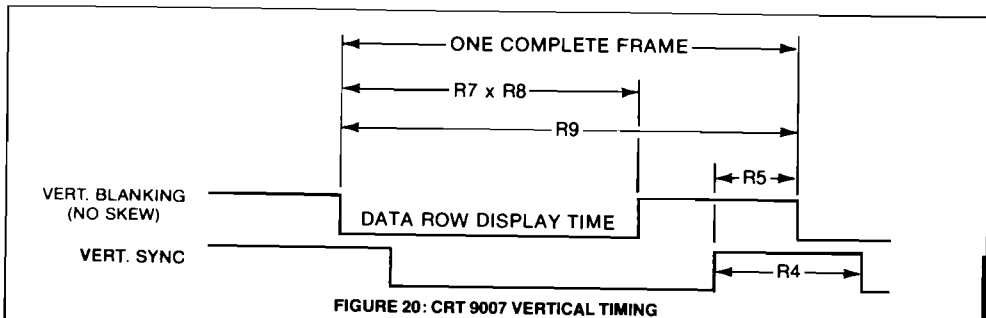 ONE COMPLETE FRAME
R7 x R8
R9
R5
VERT. BLANKING
(NO SKEW)
DATA ROW DISPLAY TIME
VERT. SYNC
R4
FIGURE 20: CRT 9007 VERTICAL TIMING